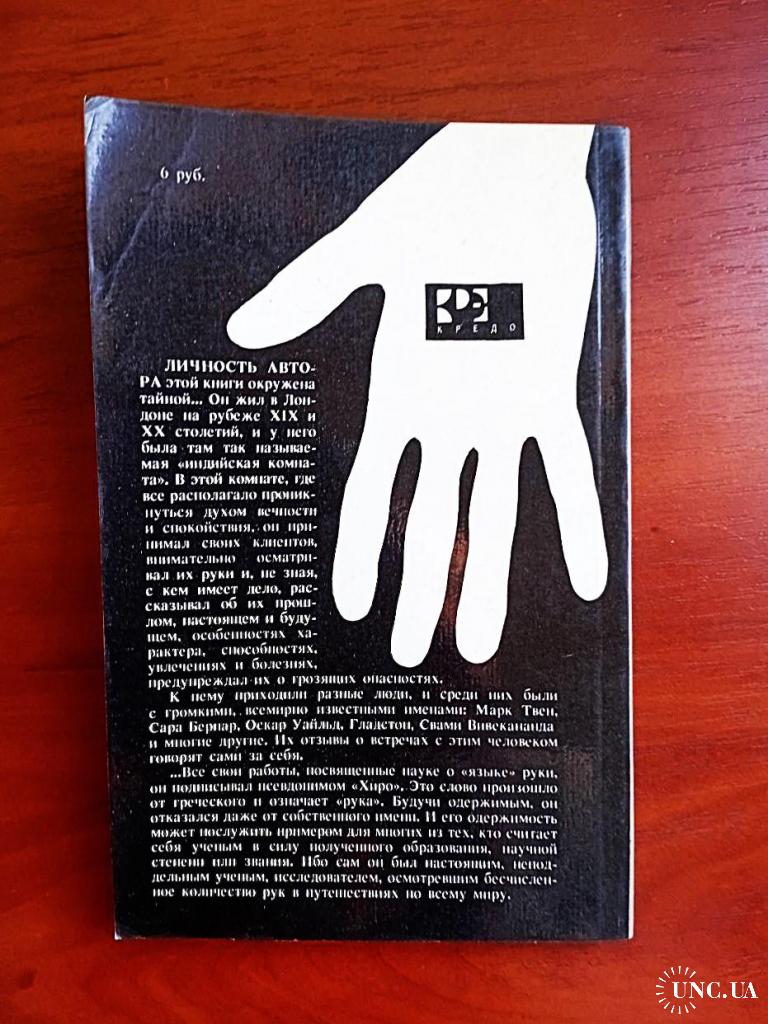 6 руб.
КРЭ
КРЕДО
ЛИЧНОСТЬ АВТО-
РА этой книги окружена
тайной... Он жил в Лон-
доне на рубеже XIX и
XX столетий, и у него
была там так называе-
мая «индийская комна-
та». В этой комнате, где
все располагало проник-
нуться духом вечности
и спокойствия, он при-
нимал своих клиентов,
внимательно осматри-
вал их руки и, не зная,
с кем имеет дело, рас-
сказывал об их прош-
лом, настоящем и буду-
щем, особенностях ха-
рактера, способностях,
увлечениях и болезнях,
предупреждал их о грозящих опасностях.
К нему приходили разные люди, и среди них были
с громкими, всемирно известными именами: Марк Твен,
Сара Бернар, Оскар Уайльд, Гладстон, Свами Вивекананда
и многие другие. Их отзывы о встречах с этим человеком
говорят сами за себя.
...Все свои работы, посвященные науке о «языке» руки,
он подписывал псевдонимом «Хиро». Это слово произошло
от греческого и означает «рука». Будучи одержимым, он
отказался даже от собственного имени. И его одержимость
может послужить примером для многих из тех, кто считает
себя ученым в силу полученного образования, научной
степени или звания. Ибо сам он был настоящим, непод-
дельным ученым, исследователем, осмотревшим бесчислен-
ное количество рук в путешествиях по всему миру.
UNC.UA